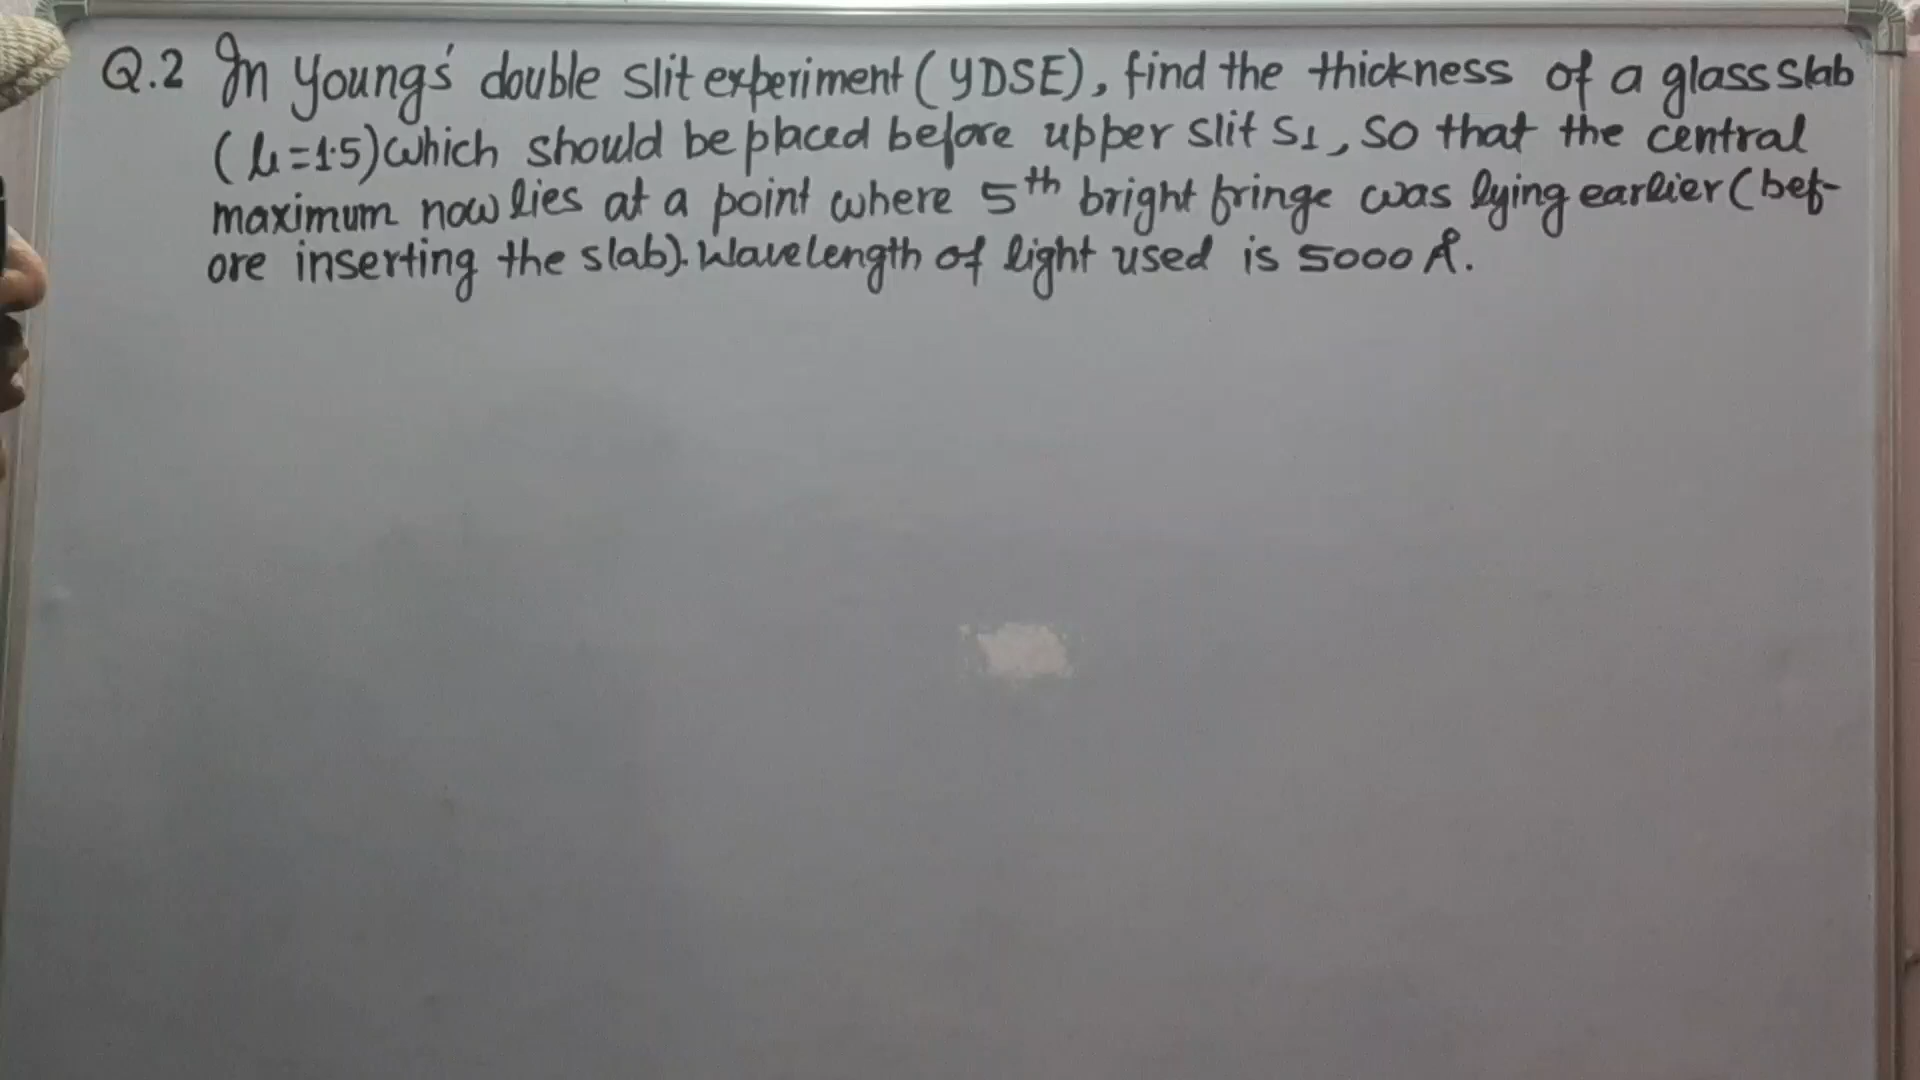 Q.2 In Young's double slit experiment (YDSE), find the thickness of a glass slab
(μ=1.5) which should be placed before upper slit S1, so that the central
maximum now lies at a point where 5th bright fringe was lying earlier (bef-
ore inserting the slab). Wavelength of light used is 5000 Å.